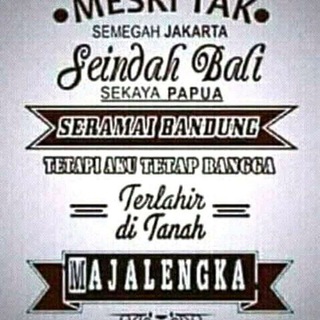 •MESKI TAK•
SEMEGAH JAKARTA
Seindah Bali
SEKAYA PAPUA
SERAMAI BANDUNG
TETAPI AKU TETAP BANGGA
Terlahir
di Tanah
MAJALENGKA